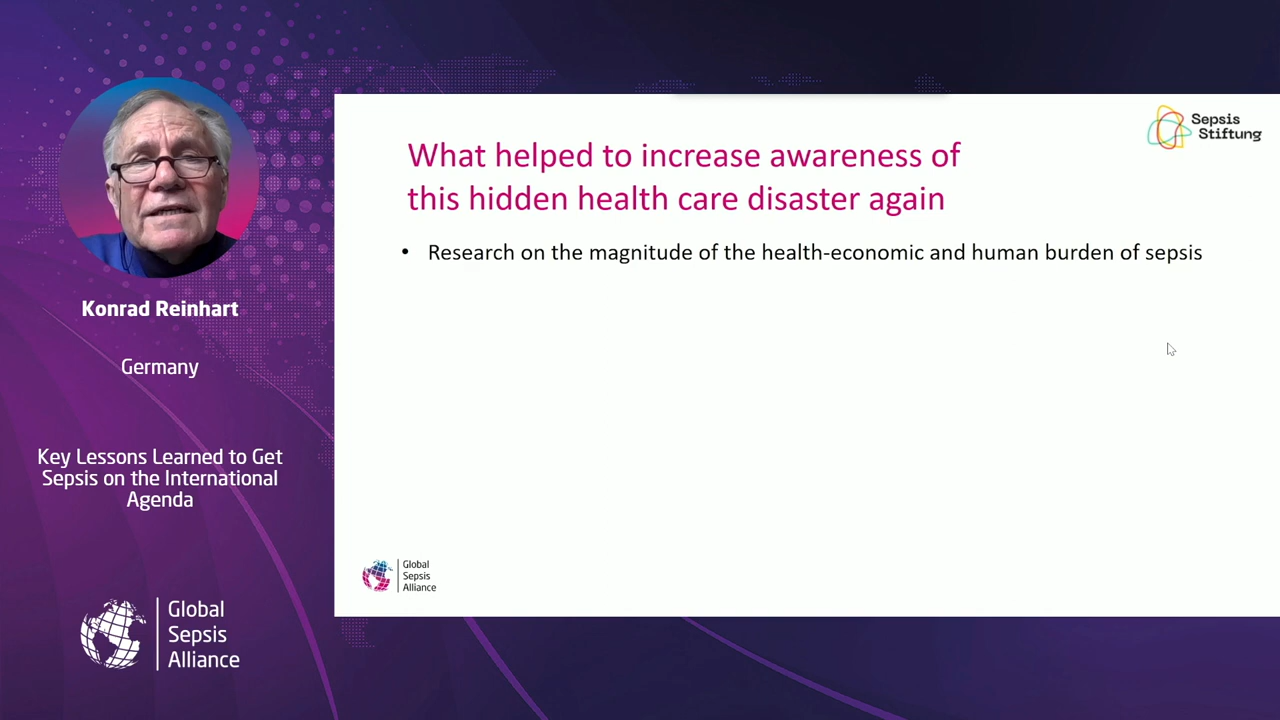 Konrad Reinhart
Germany
Key Lessons Learned to Get
Sepsis on the International
Agenda
Global
Sepsis
Alliance
Sepsis
Stiftung
What helped to increase awareness of
this hidden health care disaster again
• Research on the magnitude of the health-economic and human burden of sepsis
Global
Sepsis
Alliance